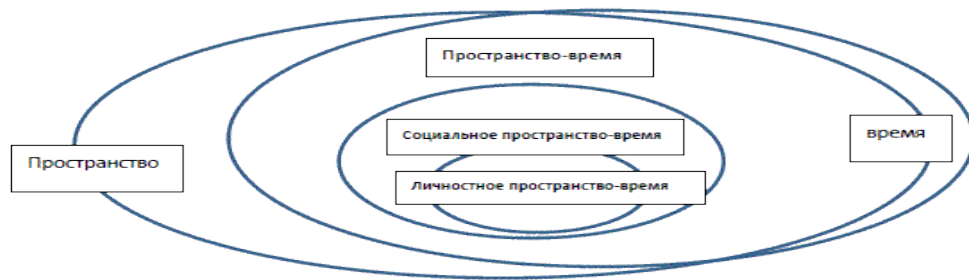 Пространство-время
Социальное пространство-время
время
Пространство
Личностное пространство-время